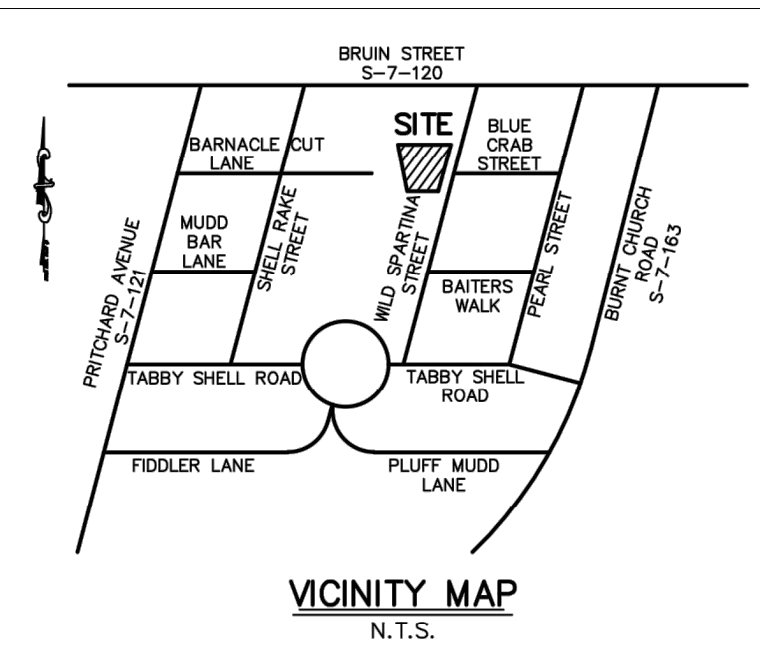 BRUIN STREET
S-7-120
SITE
BLUE
CRAB
STREET
BARNACLE CUT
LANE
MUDD
BAR
LANE
SHELL RAKE
STREET
WILD SPARTINA
STREET
PEARL STREET
BURNT CHURCH
ROAD
S-7-163
PRITCHARD AVENUE
S-7-121
BAITERS
WALK
TABBY SHELL ROAD
TABBY SHELL
ROAD
FIDDLER LANE
PLUFF MUDD
LANE
VICINITY MAP
N.T.S.